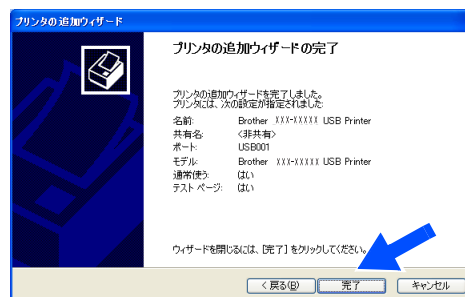 プリンタの追加ウィザード
プリンタの追加ウィザードの完了
プリンタの追加ウィザードを完了しました。
プリンタには、次の設定が指定されました:
名前: Brother XXX-XXXXX USB Printer
共有名: <非共有>
ポート: USB001
モデル: Brother XXX-XXXXX USB Printer
通常使う: はい
テスト ページ: はい
ウィザードを閉じるには、[完了] をクリックしてください。
< 戻る(B) 完了 キャンセル